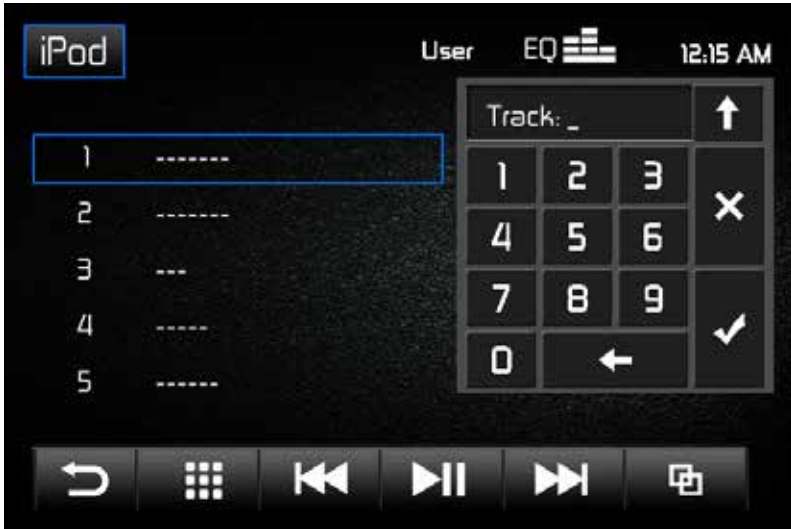 iPod User EQ 12:15 AM
Track: _
1 -------
2 -------
3 ---
4 -----
5 ------
1 2 3
4 5 6
7 8 9
0